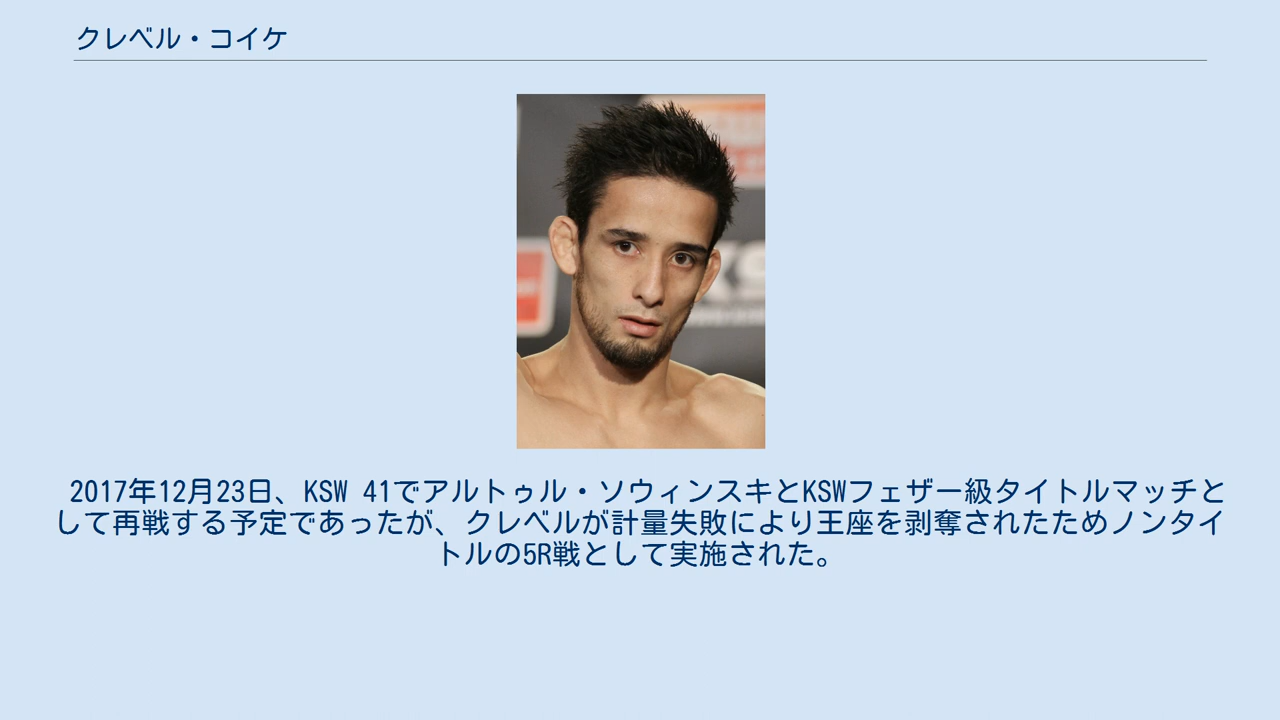 クレベル・コイケ
2017年12月23日、KSW 41でアルトゥル・ソウィンスキとKSWフェザー級タイトルマッチと
して再戦する予定であったが、クレベルが計量失敗により王座を剥奪されたためノンタイ
トルの5R戦として実施された。